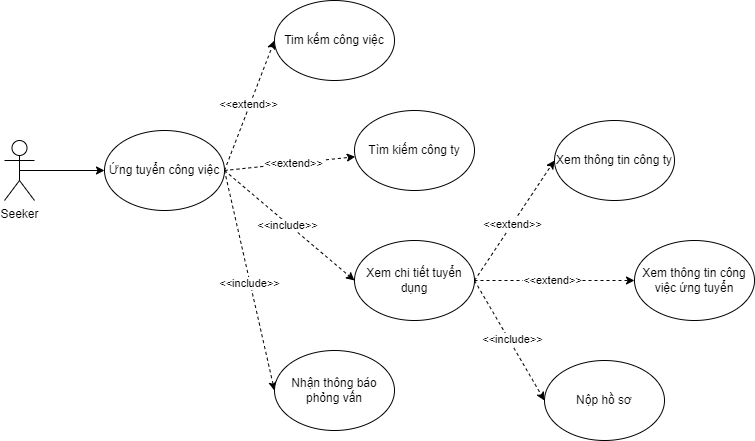 Tìm kếm công việc
<<extend>>
Tìm kiếm công ty
<<extend>>
Ứng tuyển công việc
Xem thông tin công ty
Seeker
<<include>>
<<extend>>
Xem chi tiết tuyển
dụng
<<extend>>
Xem thông tin công
việc ứng tuyển
<<include>>
<<include>>
Nhận thông báo
phỏng vấn
Nộp hồ sơ